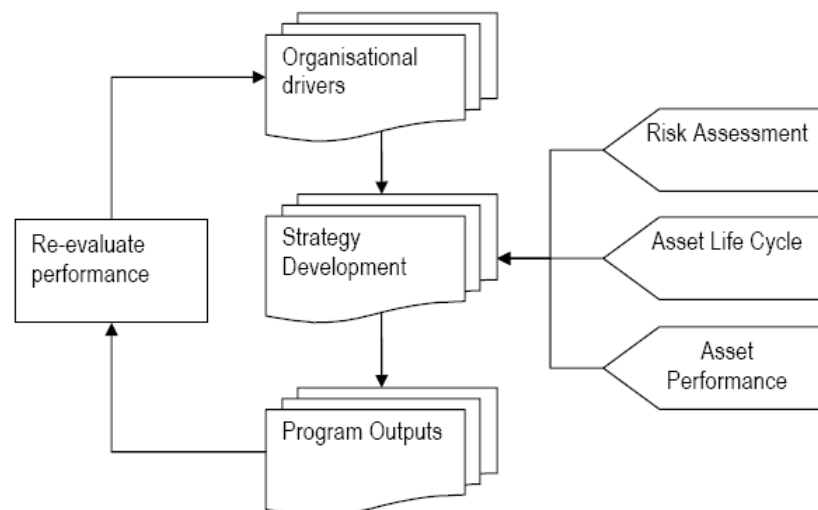 Organisational
drivers
Risk Assessment
Re-evaluate
performance
Strategy
Development
Asset Life Cycle
Asset
Performance
Program Outputs